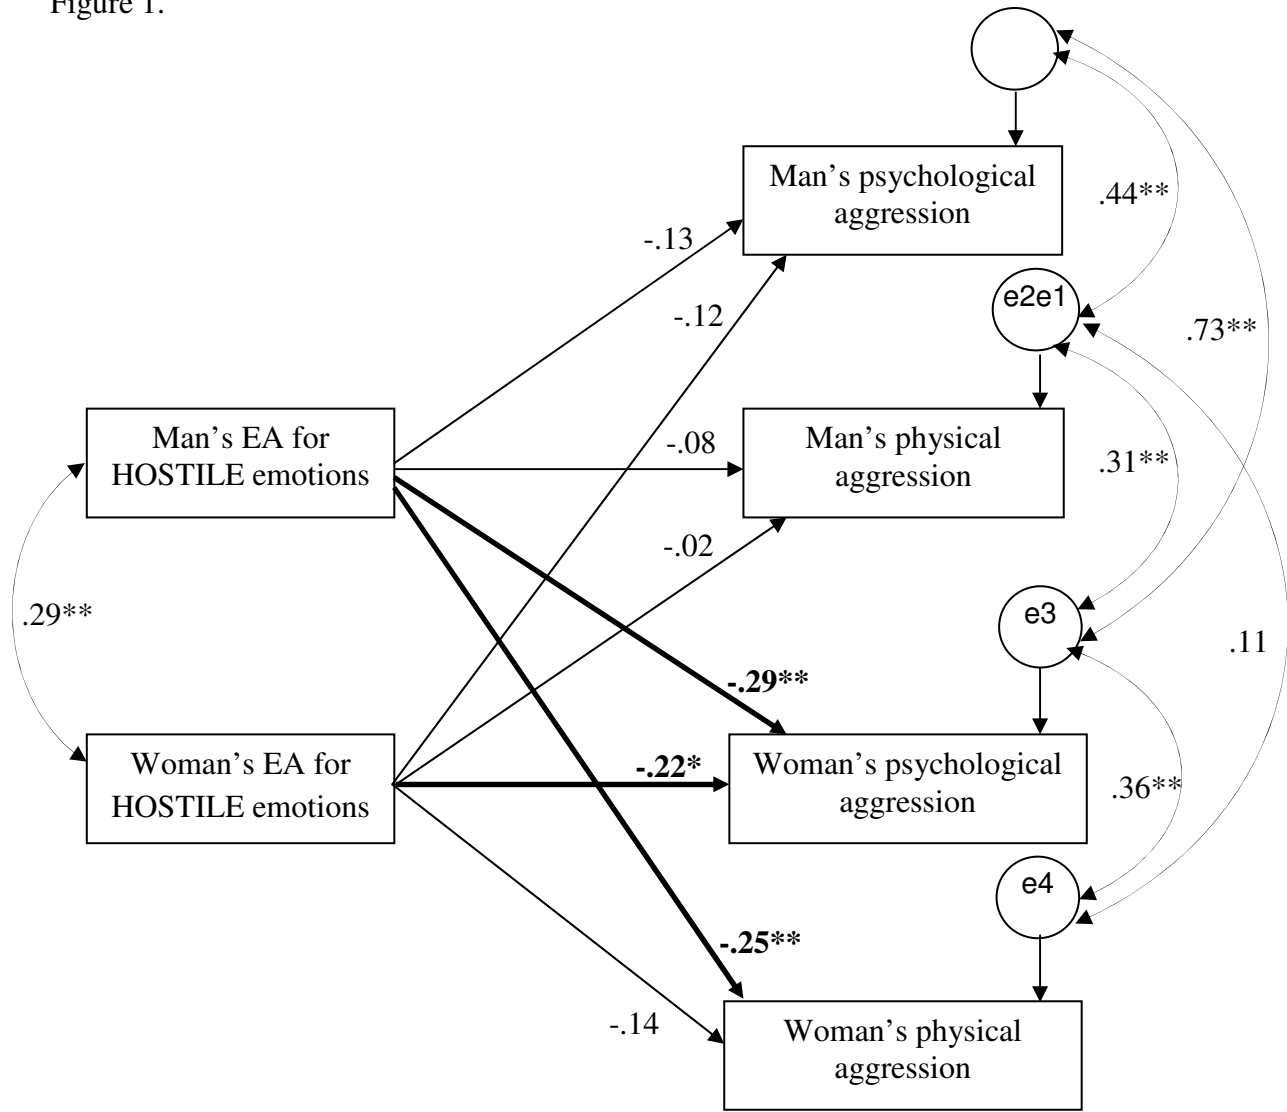 Figure 1.
Man's psychological
aggression
.44**
-.13
e2e1
-.12
.73**
Man's EA for
HOSTILE emotions
-.08
Man's physical
aggression
.31**
-.02
.29**
e3
.11
-.29**
Woman's EA for
HOSTILE emotions
-.22*
Woman's psychological
aggression
.36**
e4
-.25**
-.14
Woman's physical
aggression